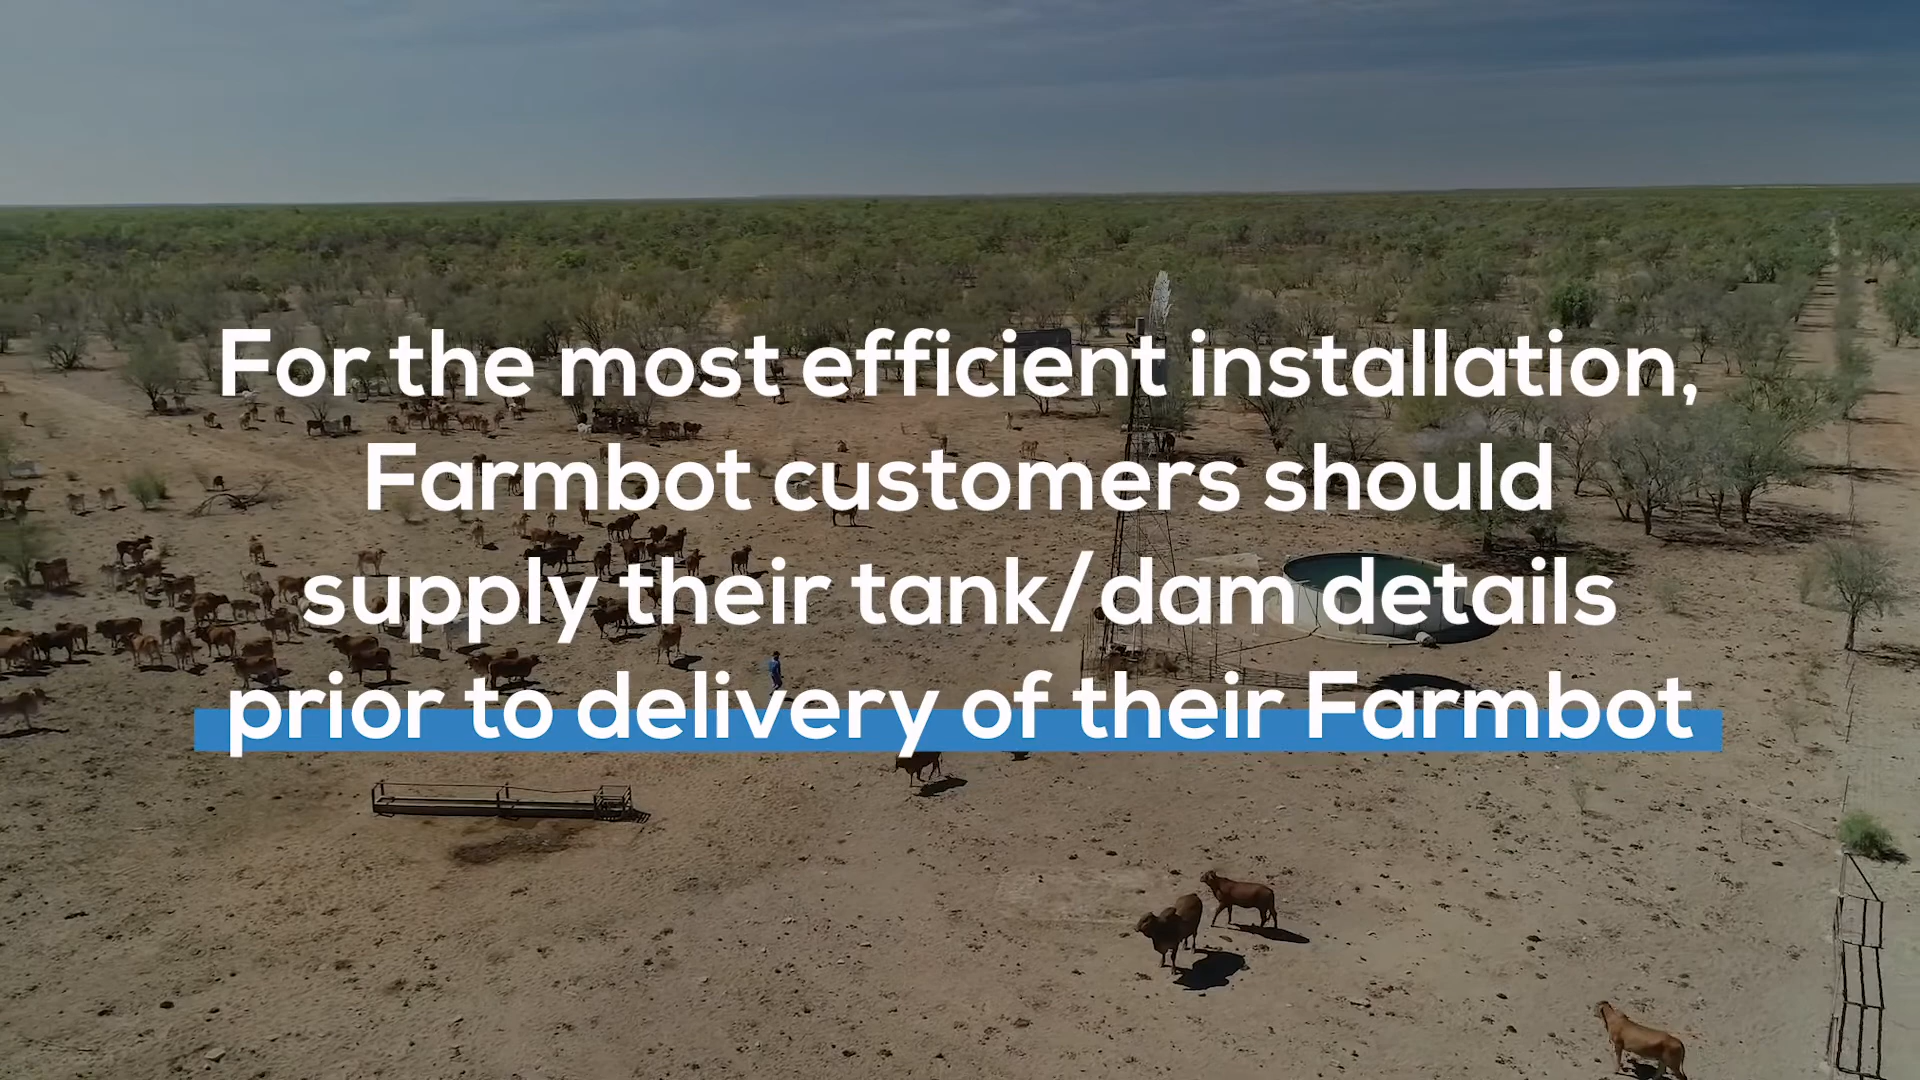 For the most efficient installation,
Farmbot customers should
supply their tank/dam details
prior to delivery of their Farmbot